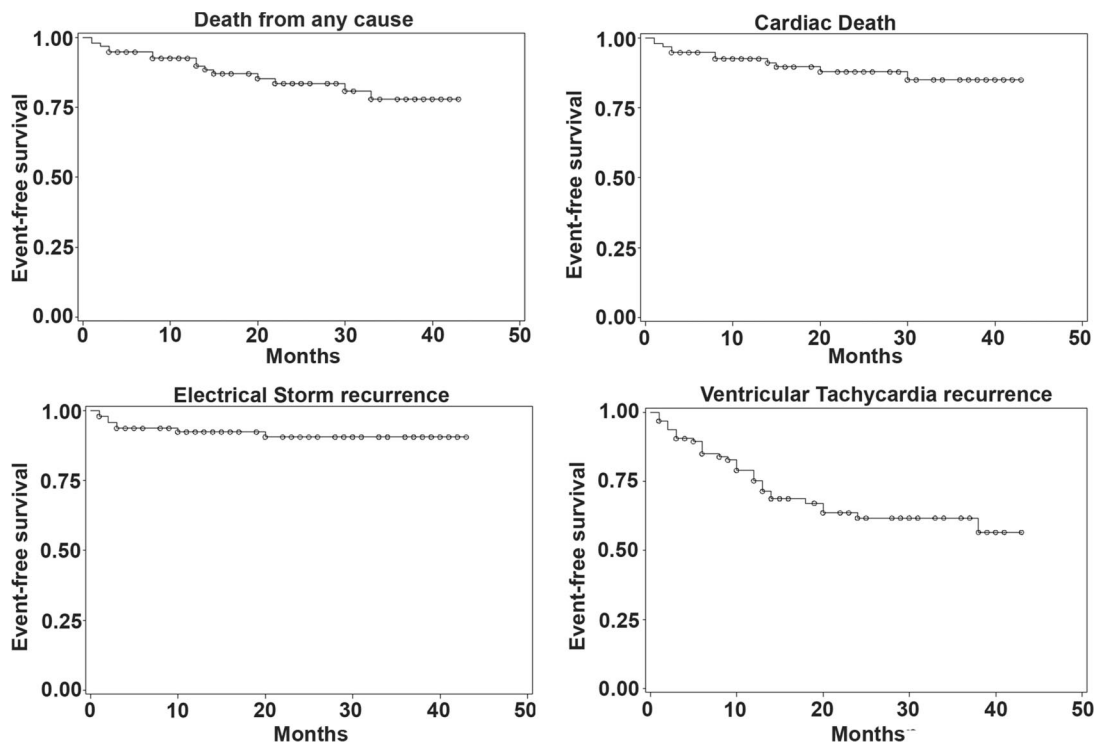 Death from any cause
Event-free survival
1.00
0.75
0.50
0.25
0.00
0 10 20 30 40 50
Months
Cardiac Death
Event-free survival
1.00
0.75
0.50
0.25
0.00
0 10 20 30 40 50
Months
Electrical Storm recurrence
Event-free survival
1.00
0.75
0.50
0.25
0.00
0 10 20 30 40 50
Months
Ventricular Tachycardia recurrence
Event-free survival
1.00
0.75
0.50
0.25
0.00
0 10 20 30 40 50
Months